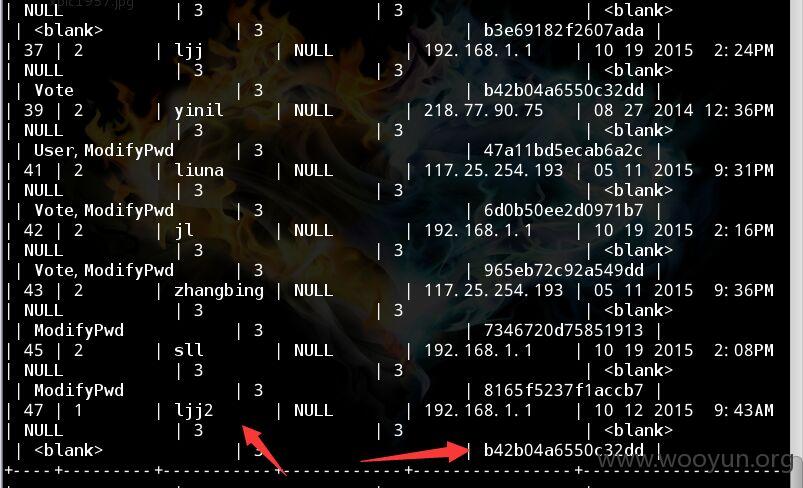 pic1957.jpg
| NULL | 3 | 3 | <blank>
| <blank> | 3 | b3e69182f2607ada |
| 37 | 2 | ljj | NULL | 192.168.1.1 | 10 19 2015 2:24PM
| NULL | 3 | 3 | <blank>
| Vote | 3 | b42b04a6550c32dd |
| 39 | 2 | yinil | NULL | 218.77.90.75 | 08 27 2014 12:36PM
| NULL | 3 | 3 | <blank>
| User,ModifyPwd | 3 | 47a11bd5ecab6a2c |
| 41 | 2 | liuna | NULL | 117.25.254.193 | 05 11 2015 9:31PM
| NULL | 3 | 3 | <blank>
| Vote,ModifyPwd | 3 | 6d0b50ee2d0971b7 |
| 42 | 2 | jl | NULL | 192.168.1.1 | 10 19 2015 2:16PM
| NULL | 3 | 3 | <blank>
| Vote,ModifyPwd | 3 | 965eb72c92a549dd |
| 43 | 2 | zhangbing | NULL | 117.25.254.193 | 05 11 2015 9:36PM
| NULL | 3 | 3 | <blank>
| ModifyPwd | 3 | 7346720d75851913 |
| 45 | 2 | sll | NULL | 192.168.1.1 | 10 19 2015 2:08PM
| NULL | 3 | 3 | <blank>
| ModifyPwd | 3 | 8165f5237f1accb7 |
| 47 | 1 | ljj2 | NULL | 192.168.1.1 | 10 12 2015 9:43AM
| NULL | 3 | 3 | <blank>
| <blank> | 3 | b42b04a6550c32dd |
www.wooyun.org